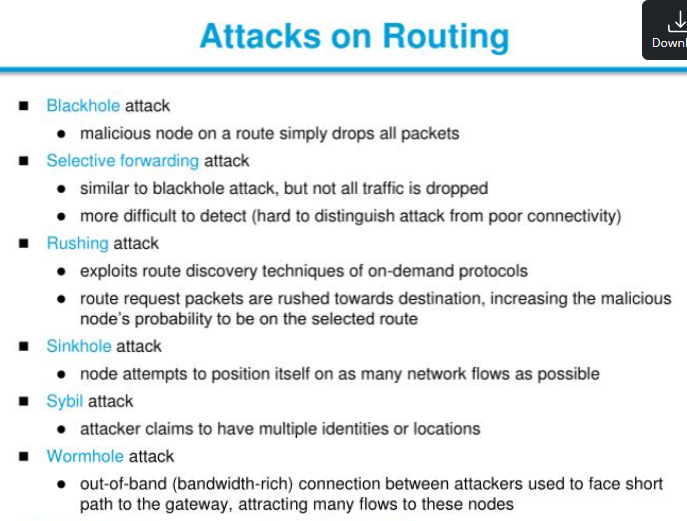 Attacks on Routing
Downl
■ Blackhole attack
● malicious node on a route simply drops all packets
■ Selective forwarding attack
● similar to blackhole attack, but not all traffic is dropped
● more difficult to detect (hard to distinguish attack from poor connectivity)
■ Rushing attack
● exploits route discovery techniques of on-demand protocols
● route request packets are rushed towards destination, increasing the malicious
node's probability to be on the selected route
■ Sinkhole attack
● node attempts to position itself on as many network flows as possible
■ Sybil attack
● attacker claims to have multiple identities or locations
■ Wormhole attack
● out-of-band (bandwidth-rich) connection between attackers used to face short
path to the gateway, attracting many flows to these nodes